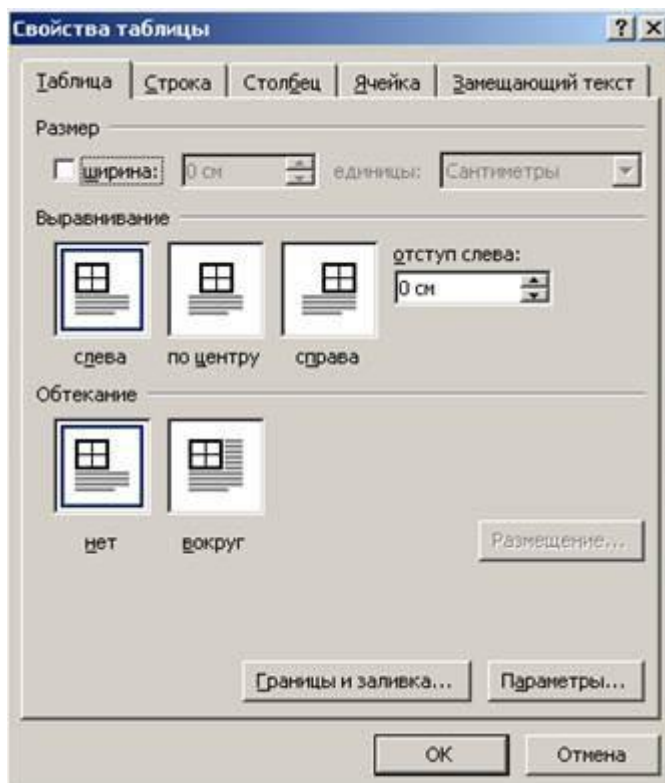 Свойства таблицы
Таблица Строка Столбец Ячейка Замещающий текст
Размер
ширина: 0 см единицы: Сантиметры
Выравнивание
отступ слева:
0 см
слева по центру справа
Обтекание
нет вокруг
Размещение...
Границы и заливка... Параметры...
ОК Отмена